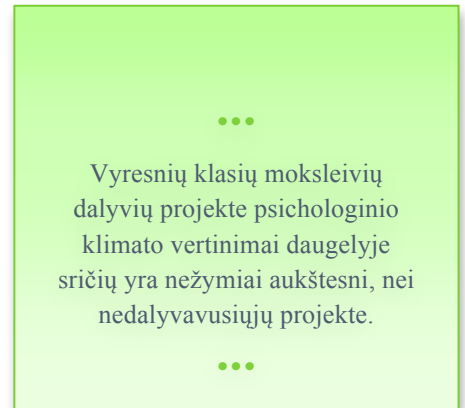 •••
Vyresnių klasių moksleivių
dalyvių projekte psichologinio
klimato vertinimai daugelyje
sričių yra nežymiai aukštesni, nei
nedalyvavusiųjų projekte.
•••